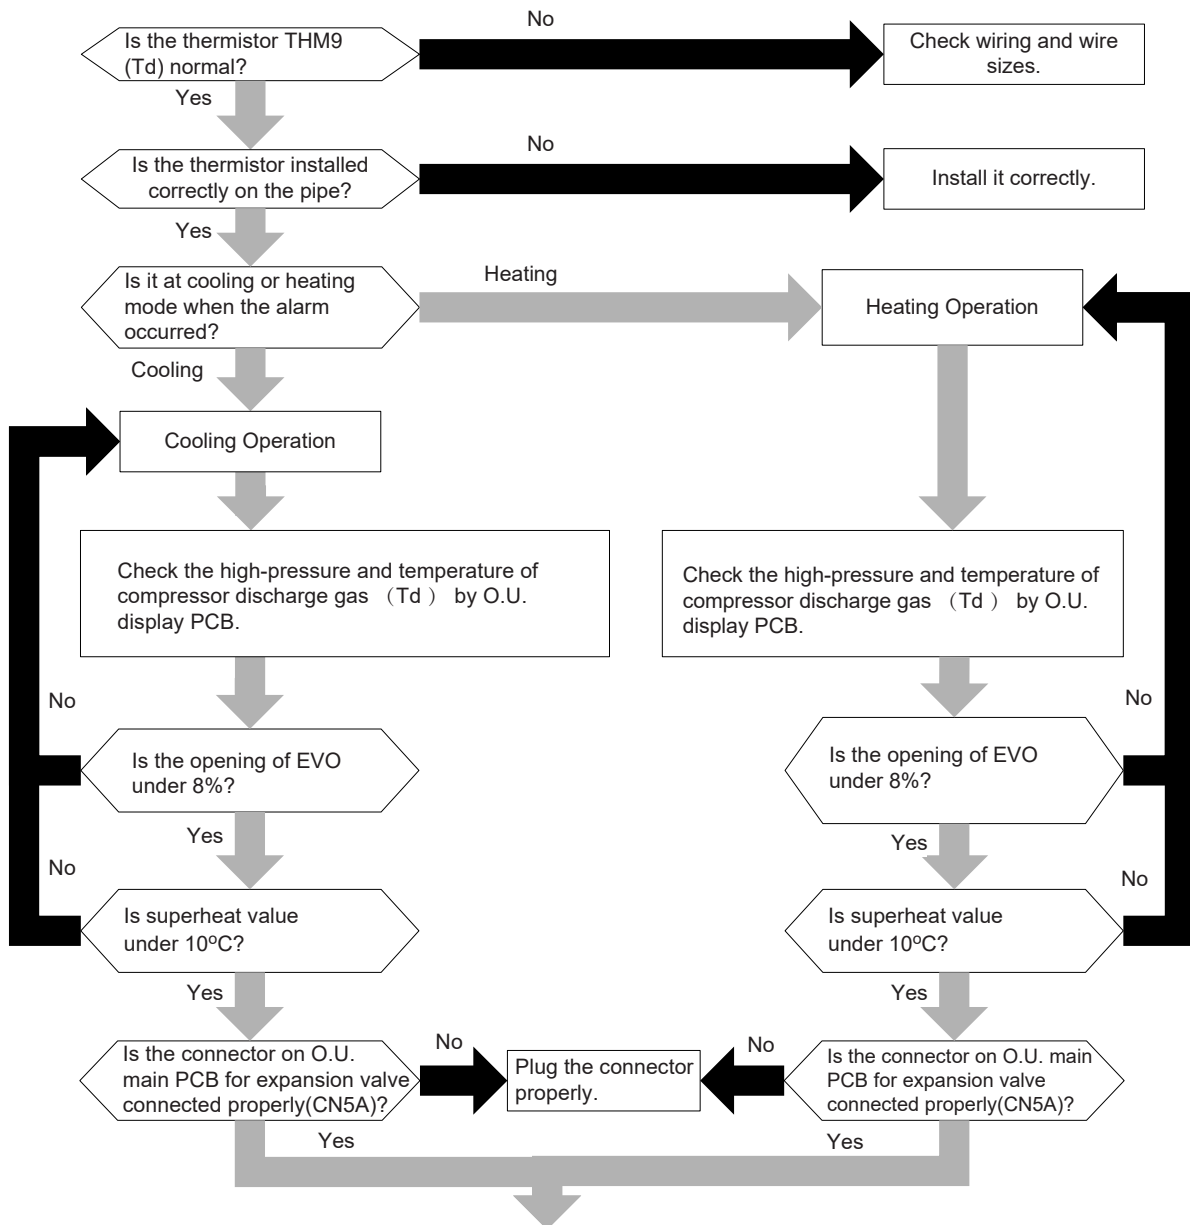 No
Is the thermistor THM9
(Td) normal?
Check wiring and wire
sizes.
Yes
No
Is the thermistor installed
correctly on the pipe?
Install it correctly.
Yes
Is it at cooling or heating
mode when the alarm
occurred?
Heating
Heating Operation
Cooling
Cooling Operation
Check the high-pressure and temperature of
compressor discharge gas （Td ） by O.U.
display PCB.
Check the high-pressure and temperature of
compressor discharge gas （Td ） by O.U.
display PCB.
No
No
Is the opening of EVO
under 8%?
Is the opening of EVO
under 8%?
Yes
Yes
No
No
Is superheat value
under 10ºC?
Is superheat value
under 10ºC?
Yes
Yes
Is the connector on O.U.
main PCB for expansion valve
connected properly(CN5A)?
No
Plug the connector
properly.
No
Is the connector on O.U. main
PCB for expansion valve
connected properly(CN5A)?
Yes
Yes